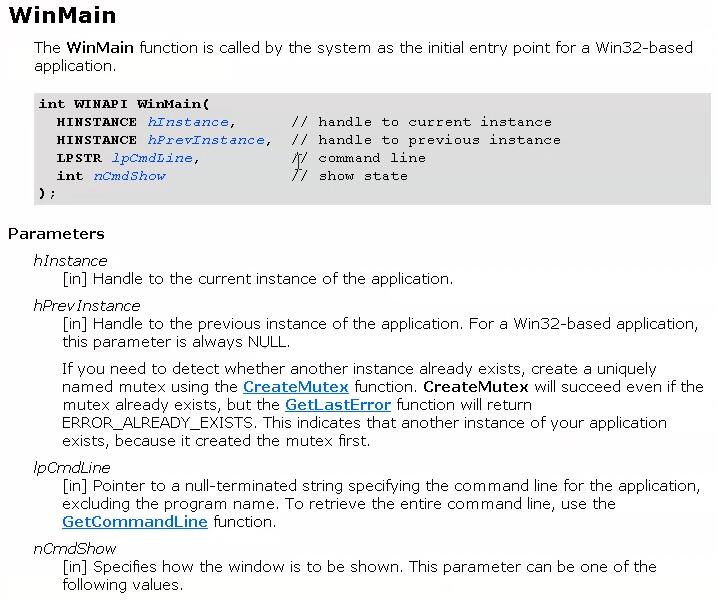 WinMain
The WinMain function is called by the system as the initial entry point for a Win32-based
application.
int WINAPI WinMain(
HINSTANCE hInstance, // handle to current instance
HINSTANCE hPrevInstance, // handle to previous instance
LPSTR lpCmdLine, // command line
int nCmdShow // show state
);
Parameters
hInstance
[in] Handle to the current instance of the application.
hPrevInstance
[in] Handle to the previous instance of the application. For a Win32-based application,
this parameter is always NULL.
If you need to detect whether another instance already exists, create a uniquely
named mutex using the CreateMutex function. CreateMutex will succeed even if the
mutex already exists, but the GetLastError function will return
ERROR_ALREADY_EXISTS. This indicates that another instance of your application
exists, because it created the mutex first.
lpCmdLine
[in] Pointer to a null-terminated string specifying the command line for the application,
excluding the program name. To retrieve the entire command line, use the
GetCommandLine function.
nCmdShow
[in] Specifies how the window is to be shown. This parameter can be one of the
following values.